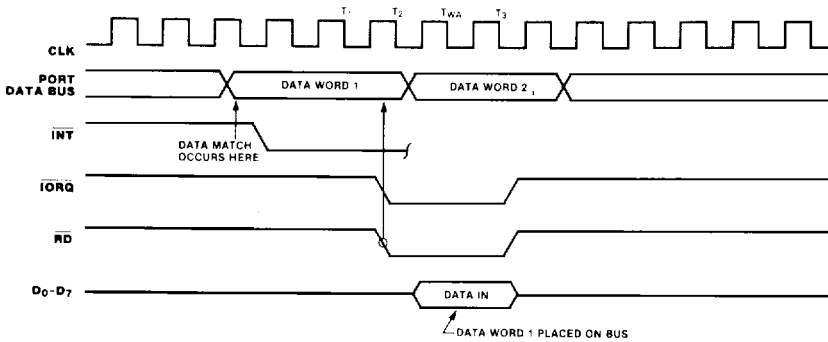 T₁ T₂ TWA T₃
CLK
PORT
DATA BUS
DATA WORD 1
DATA WORD 2
INT
DATA MATCH
OCCURS HERE
IORQ
RD
D₀-D₇
DATA IN
DATA WORD 1 PLACED ON BUS